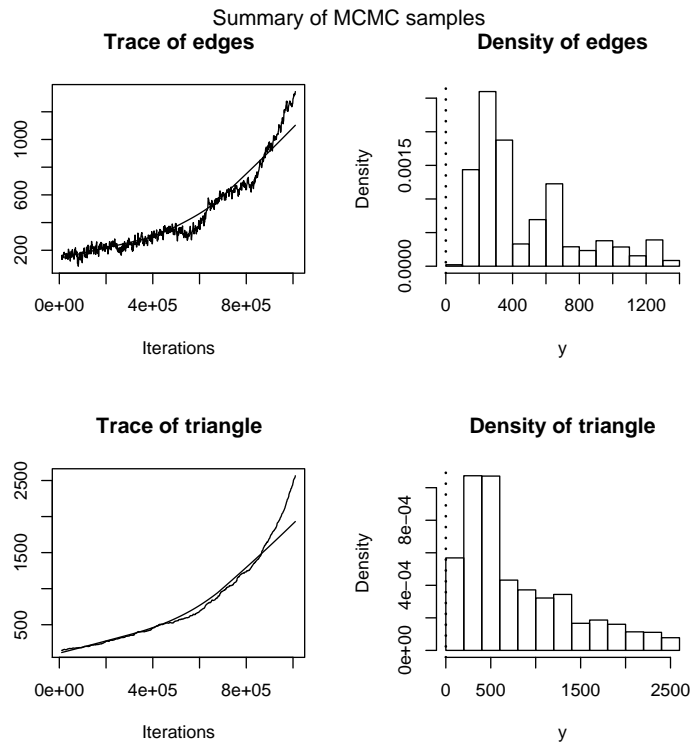 Summary of MCMC samples
Trace of edges
200
600
1000
0e+00
4e+05
8e+05
Iterations
Density of edges
Density
0.0000
0.0015
0
400
800
1200
y
Trace of triangle
500
1500
2500
0e+00
4e+05
8e+05
Iterations
Density of triangle
Density
0e+00
4e−04
8e−04
0
500
1500
2500
y